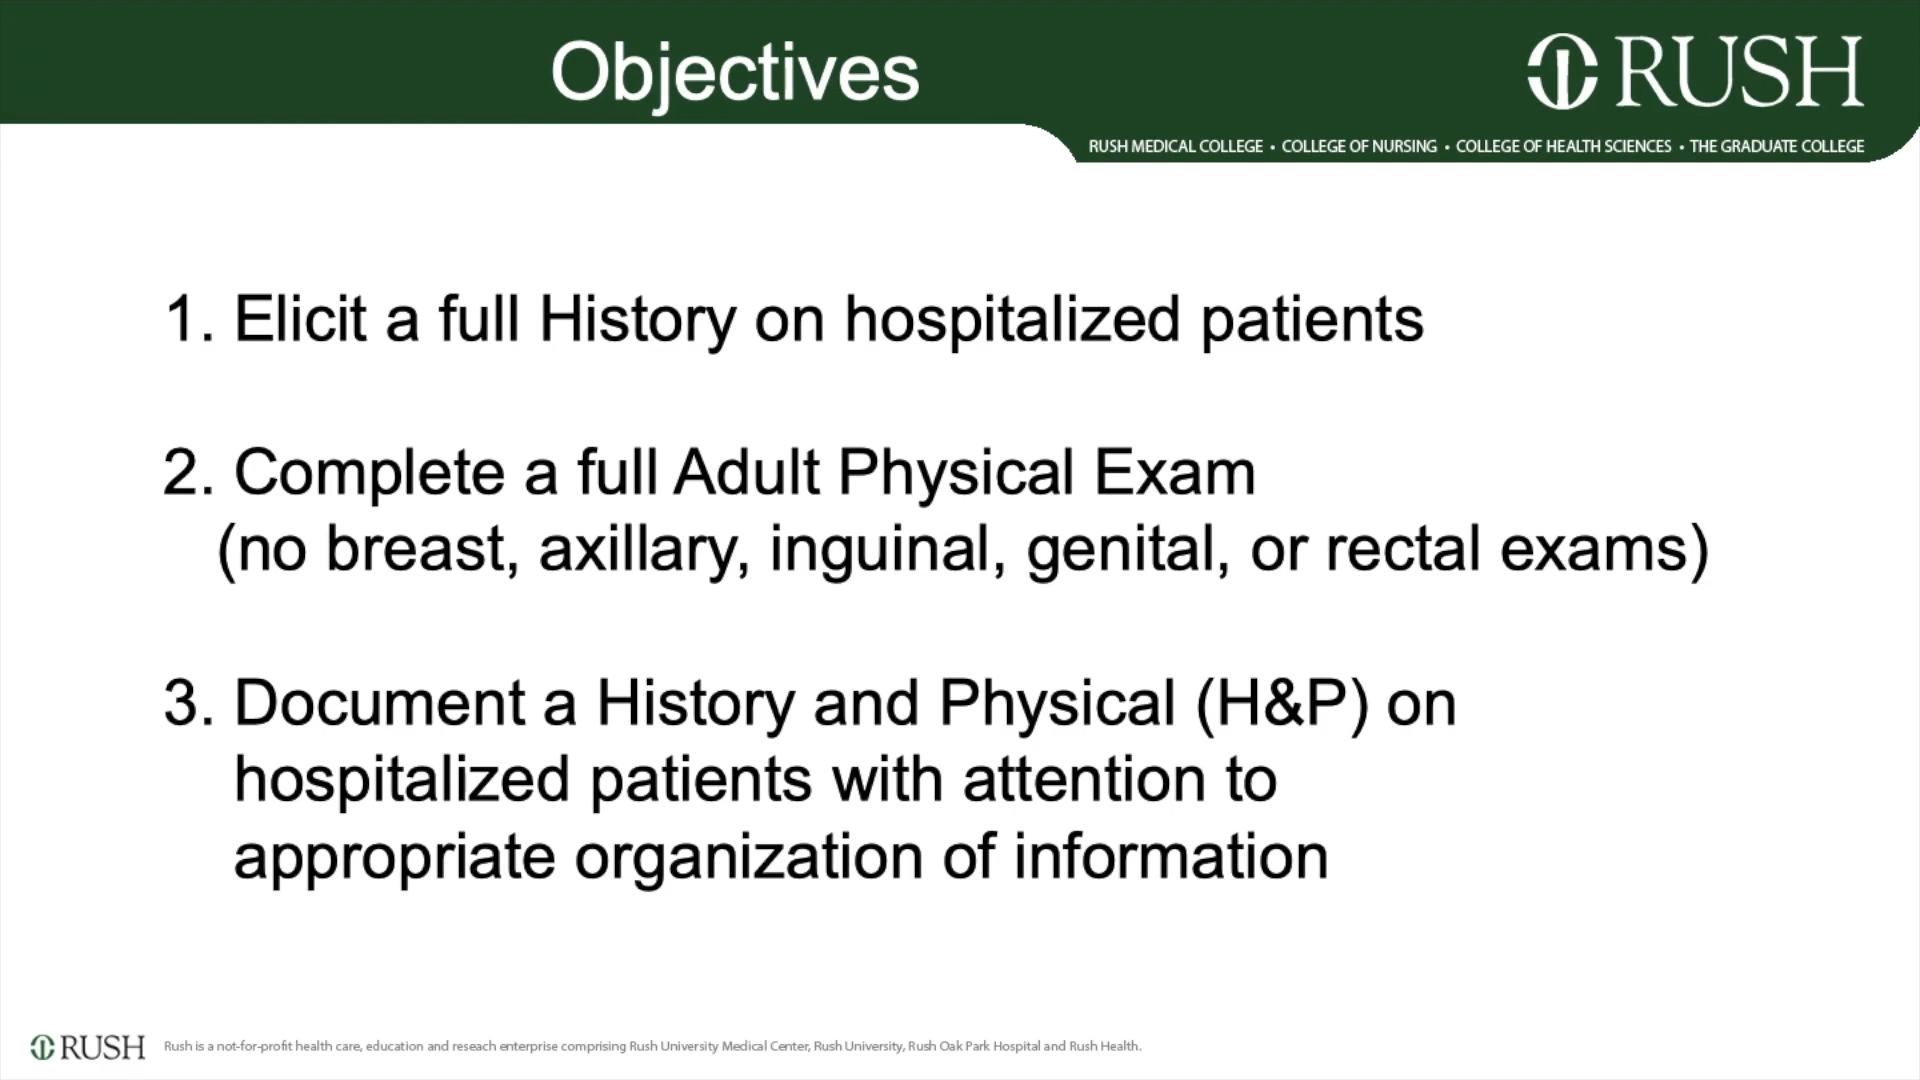 Objectives
RUSH
RUSH MEDICAL COLLEGE • COLLEGE OF NURSING • COLLEGE OF HEALTH SCIENCES • THE GRADUATE COLLEGE
1. Elicit a full History on hospitalized patients
2. Complete a full Adult Physical Exam
(no breast, axillary, inguinal, genital, or rectal exams)
3. Document a History and Physical (H&P) on
hospitalized patients with attention to
appropriate organization of information
RUSH
Rush is a not-for-profit health care, education and reseach enterprise comprising Rush University Medical Center, Rush University, Rush Oak Park Hospital and Rush Health.